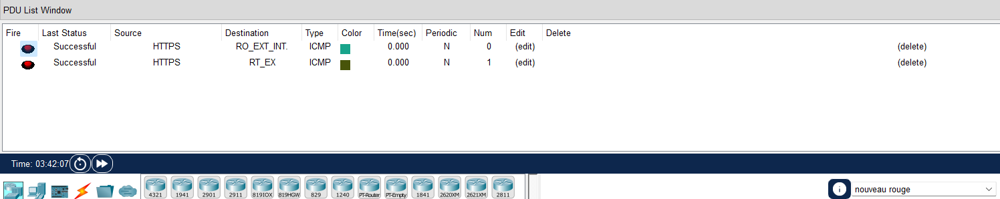 PDU List Window
Fire Last Status Source Destination Type Color Time(sec) Periodic Num Edit Delete
Successful HTTPS RO_EXT_INT. ICMP 0.000 N 0 (edit) (delete)
Successful HTTPS RT_EX ICMP 0.000 N 1 (edit) (delete)
Time: 03:42:07
4321 1941 2901 2911 819IOX 819HGW 829 1240 PT-Router PT-Empty 1841 2620XM 2621XM 2811
i nouveau rouge